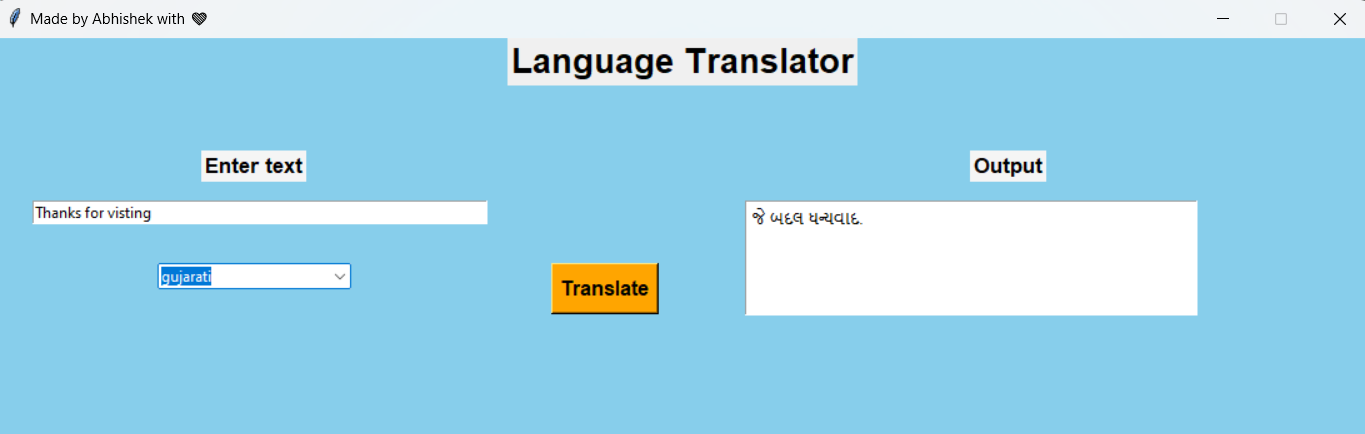 Made by Abhishek with 💜
Language Translator
Enter text
Output
Thanks for visting
જે બદલ ધન્યવાદ.
gujarati
Translate